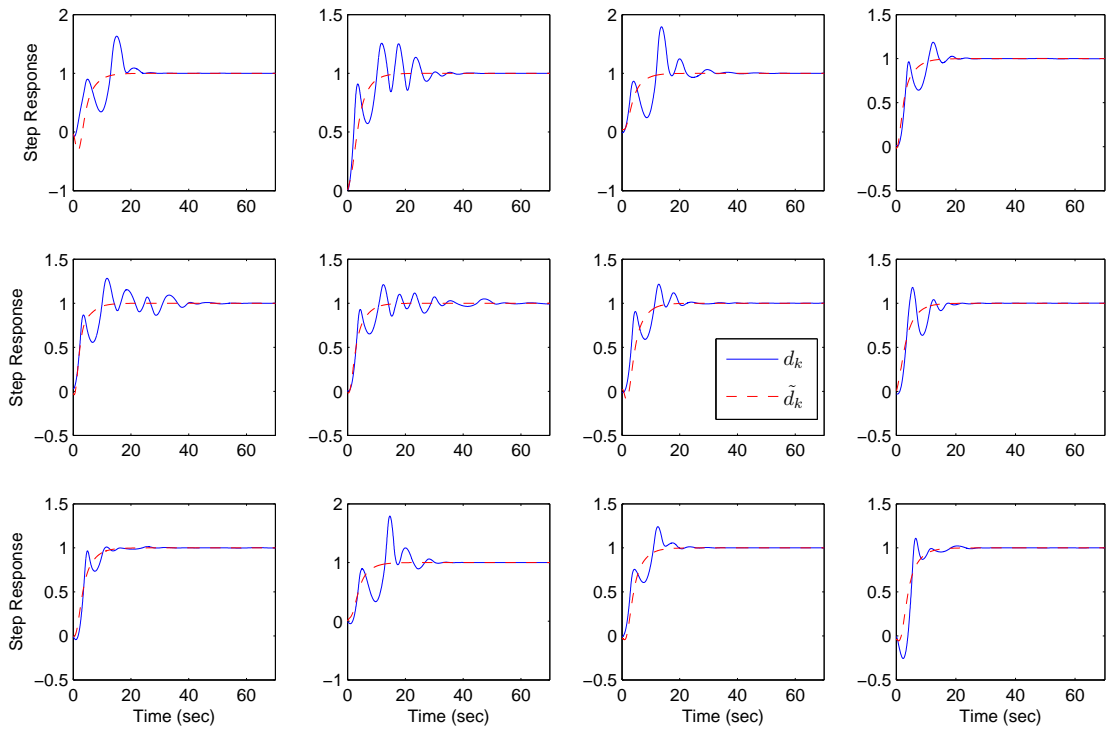 2 1.5 2 1.5
Step Response
1 1 1 1
0.5
0 0.5 0 0
−1 0 −1 −0.5
0 20 40 60 0 20 40 60 0 20 40 60 0 20 40 60
1.5 1.5 1.5 1.5
Step Response
1 1 1 1
0.5 0.5 0.5 0.5
d_k
d̃_k
0 0 0 0
−0.5 −0.5 −0.5 −0.5
0 20 40 60 0 20 40 60 0 20 40 60 0 20 40 60
1.5 2 1.5 1.5
Step Response
1 1 1 1
0.5 0.5 0.5
0 0 0 0
−0.5 −1 −0.5 −0.5
0 20 40 60 0 20 40 60 0 20 40 60 0 20 40 60
Time (sec) Time (sec) Time (sec) Time (sec)